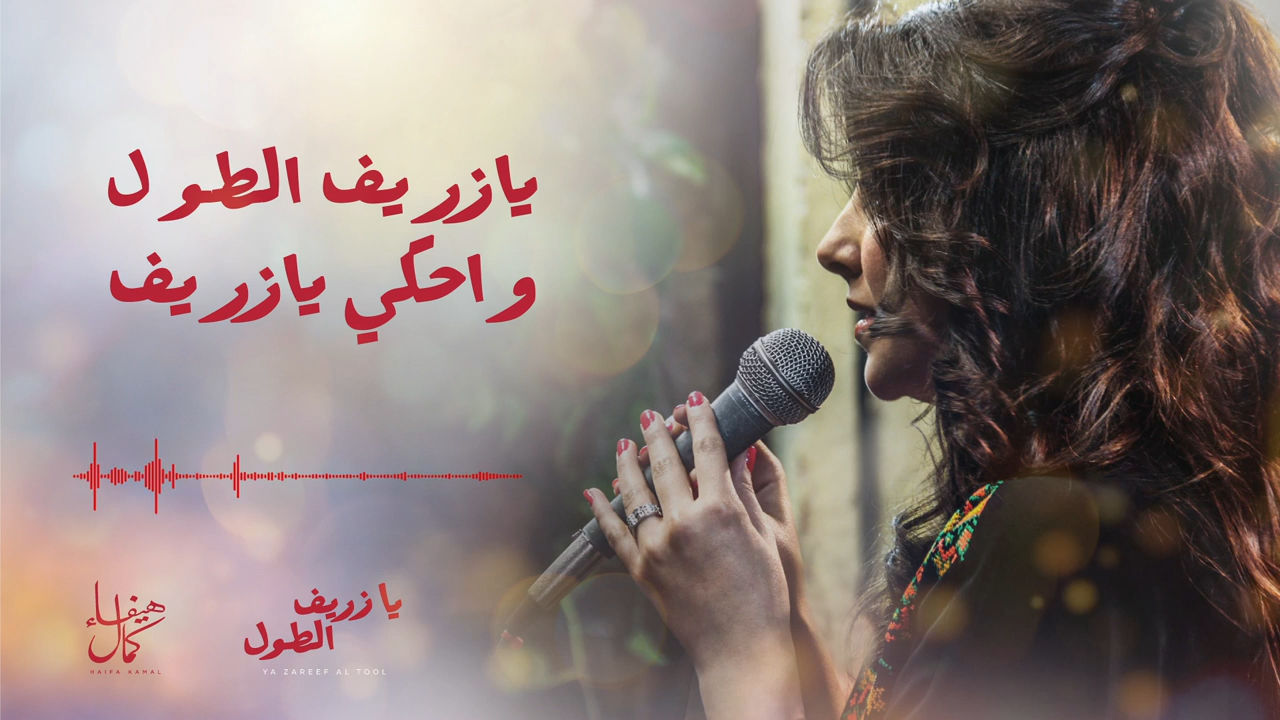 يازريف الطول
واحكي يازريف
هيفاء
كمال
HAIFA KAMAL
يا زريف
الطول
YA ZAREEF AL TOOL